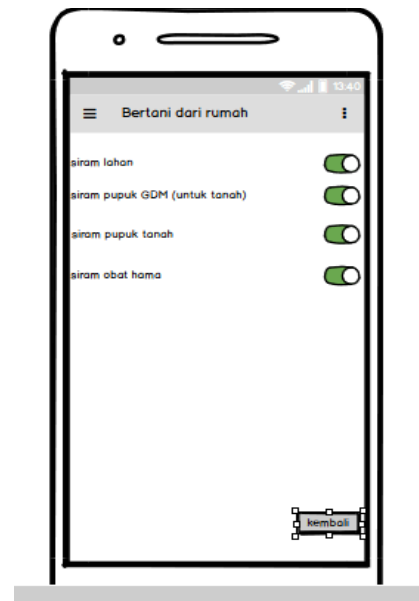 13:40
Bertani dari rumah
siram lahan
siram pupuk GDM (untuk tanah)
siram pupuk tanah
siram obat hama
kembali